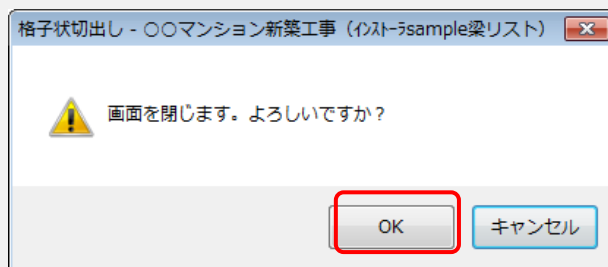 格子状切出し - ○○マンション新築工事（ｲﾝｽﾄｰﾗsample梁リスト）
画面を閉じます。よろしいですか？
OK
キャンセル